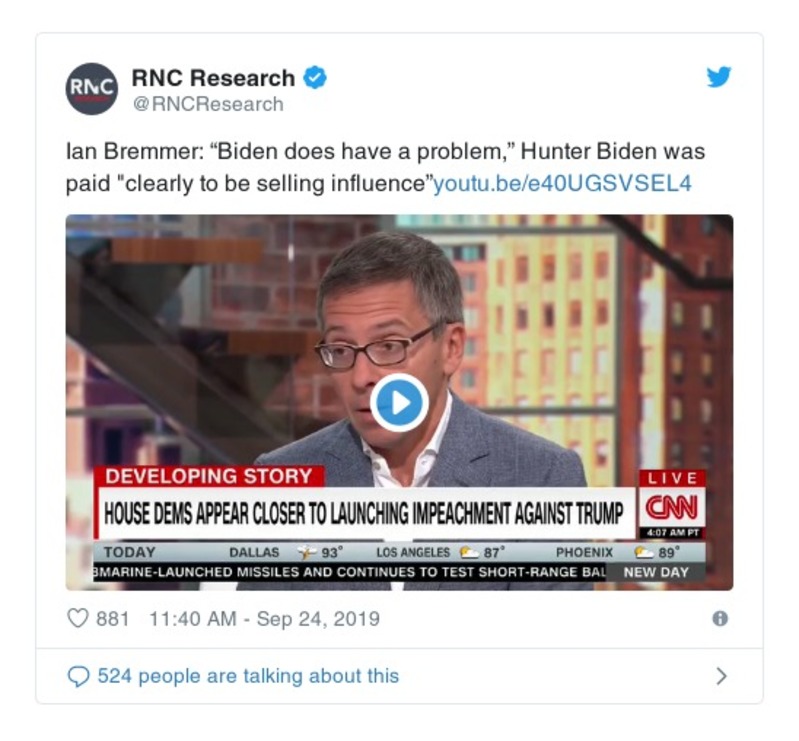 RNC
RNC Research
@RNCResearch
Ian Bremmer: “Biden does have a problem,” Hunter Biden was
paid "clearly to be selling influence”youtu.be/e40UGSVSEL4
DEVELOPING STORY
LIVE
HOUSE DEMS APPEAR CLOSER TO LAUNCHING IMPEACHMENT AGAINST TRUMP
CNN
4:07 AM PT
TODAY DALLAS 93° LOS ANGELES 87° PHOENIX 89°
BMARINE-LAUNCHED MISSILES AND CONTINUES TO TEST SHORT-RANGE BAL NEW DAY
881 11:40 AM - Sep 24, 2019
524 people are talking about this